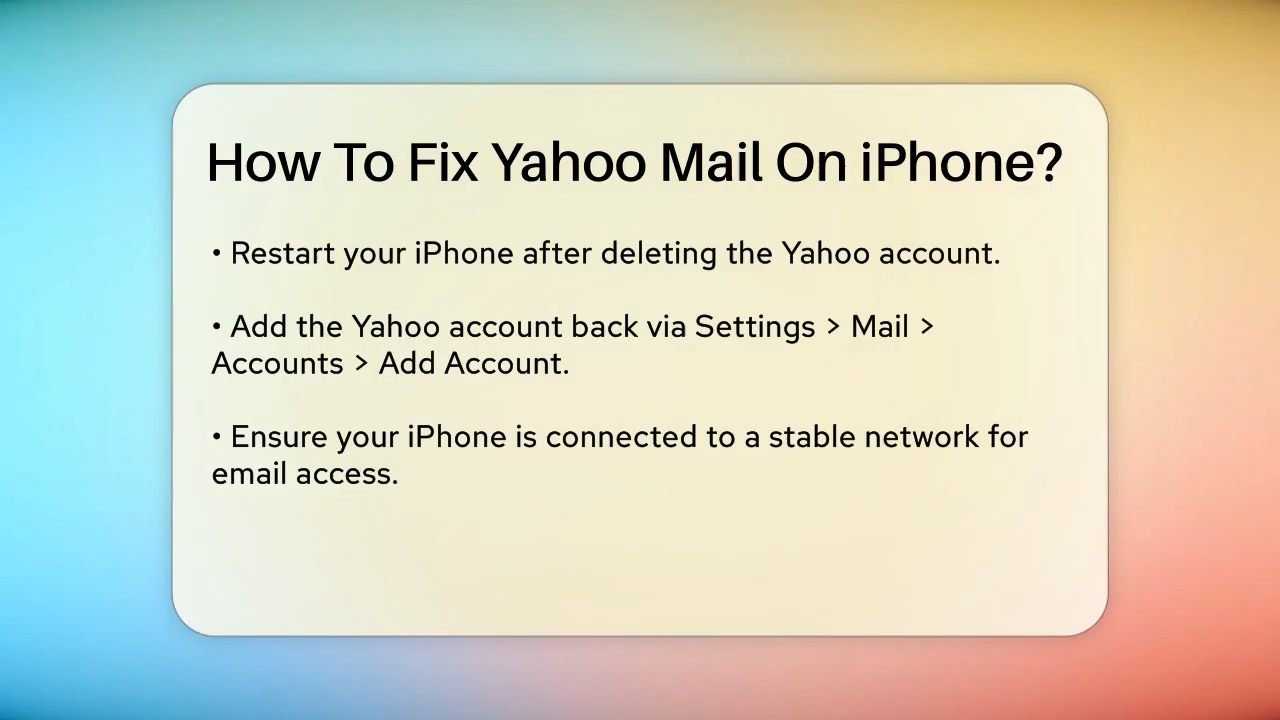 How To Fix Yahoo Mail On iPhone?
• Restart your iPhone after deleting the Yahoo account.
• Add the Yahoo account back via Settings > Mail >
Accounts > Add Account.
• Ensure your iPhone is connected to a stable network for
email access.